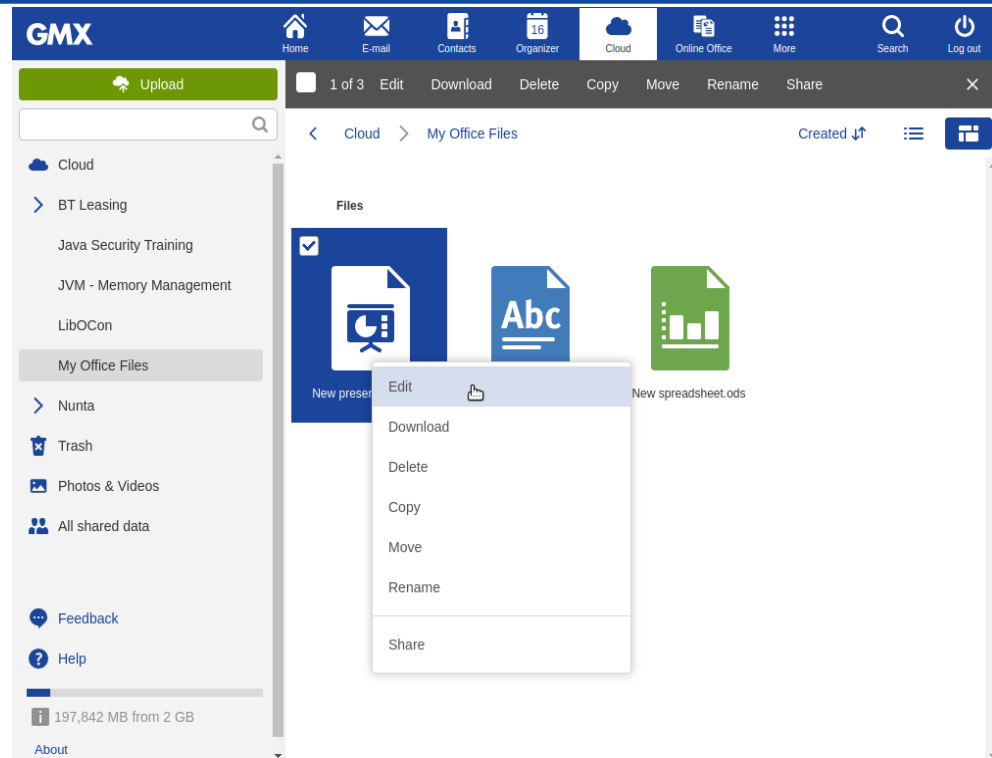 GMX
Home
E-mail
Contacts
16
Organizer
Cloud
Online Office
More
Search
Log out
Upload
1 of 3 Edit Download Delete Copy Move Rename Share
Cloud My Office Files Created
Cloud
BT Leasing
Java Security Training
JVM - Memory Management
LibOCon
My Office Files
Nunta
Trash
Photos & Videos
All shared data
Feedback
Help
197,842 MB from 2 GB
About
Files
Abc
New spreadsheet.ods
Edit
Download
Delete
Copy
Move
Rename
Share